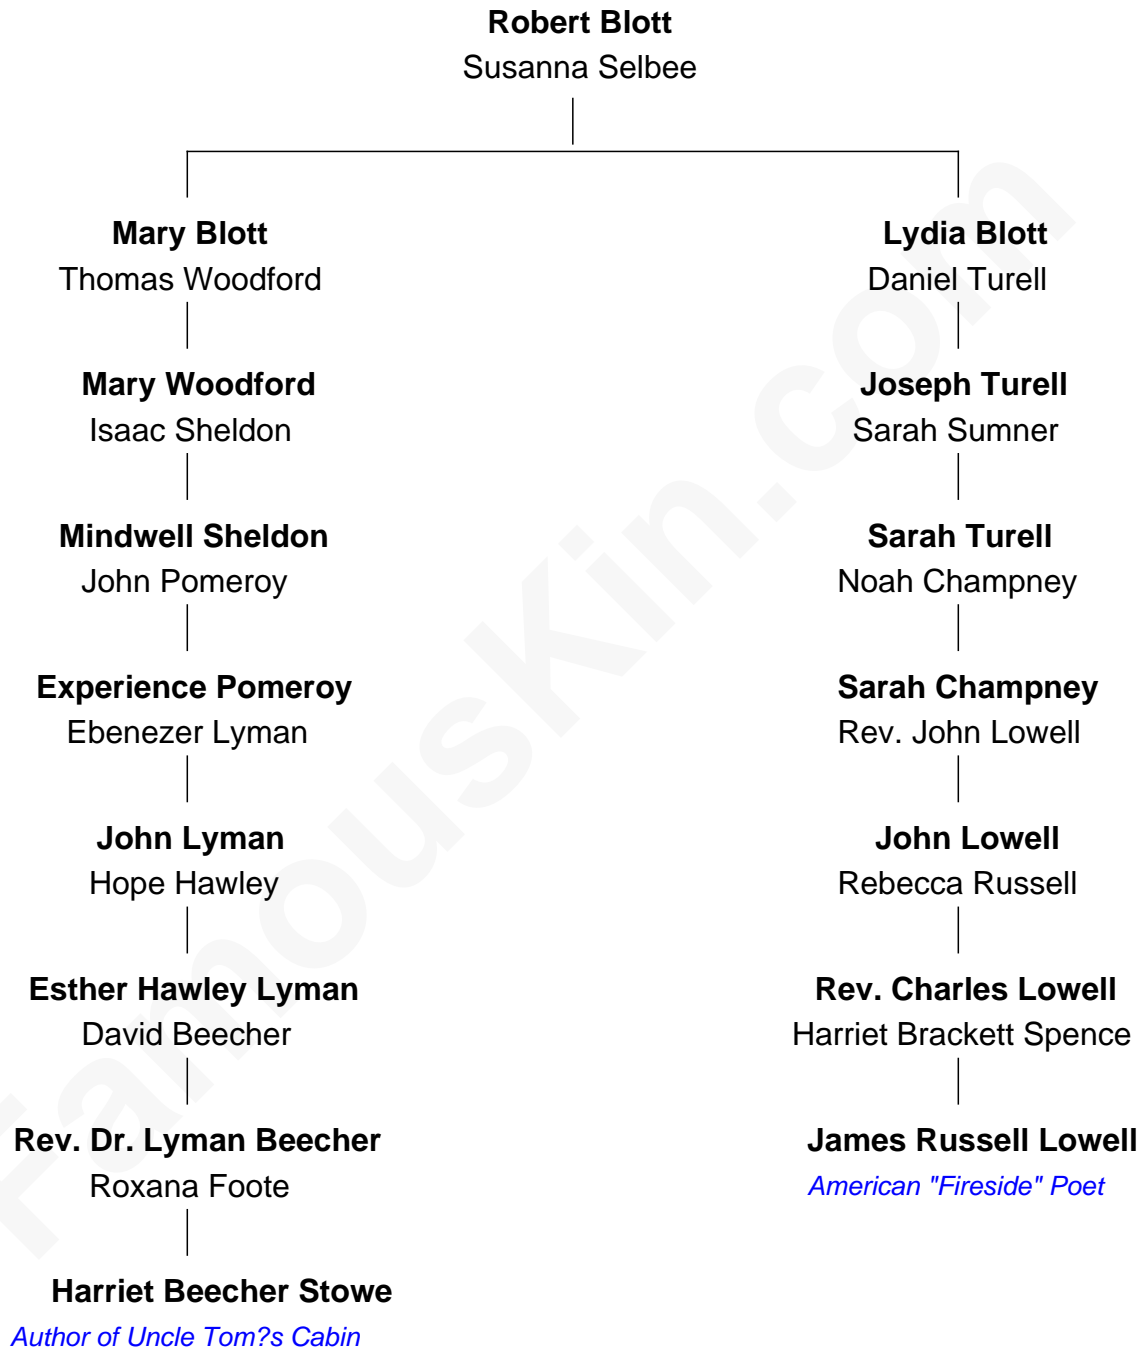 Robert Blott
Susanna Selbee
Mary Blott
Thomas Woodford
Lydia Blott
Daniel Turell
Mary Woodford
Isaac Sheldon
Joseph Turell
Sarah Sumner
Mindwell Sheldon
John Pomeroy
Sarah Turell
Noah Champney
Experience Pomeroy
Ebenezer Lyman
Sarah Champney
Rev. John Lowell
John Lyman
Hope Hawley
John Lowell
Rebecca Russell
Esther Hawley Lyman
David Beecher
Rev. Charles Lowell
Harriet Brackett Spence
Rev. Dr. Lyman Beecher
Roxana Foote
James Russell Lowell
American "Fireside" Poet
Harriet Beecher Stowe
Author of Uncle Tom?s Cabin
FamousKin.com